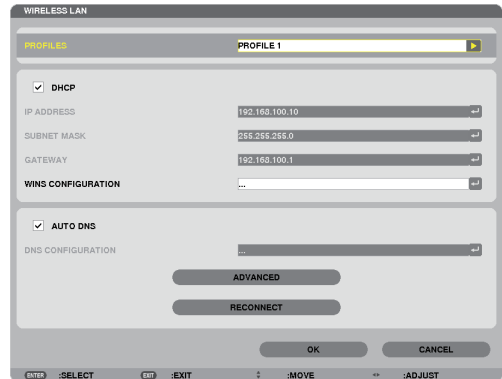 WIRELESS LAN
PROFILES PROFILE 1
DHCP
IP ADDRESS 192.168.100.10
SUBNET MASK 255.255.255.0
GATEWAY 192.168.100.1
WINS CONFIGURATION ...
AUTO DNS
DNS CONFIGURATION ...
ADVANCED
RECONNECT
OK CANCEL
ENTER :SELECT EXIT :EXIT :MOVE :ADJUST